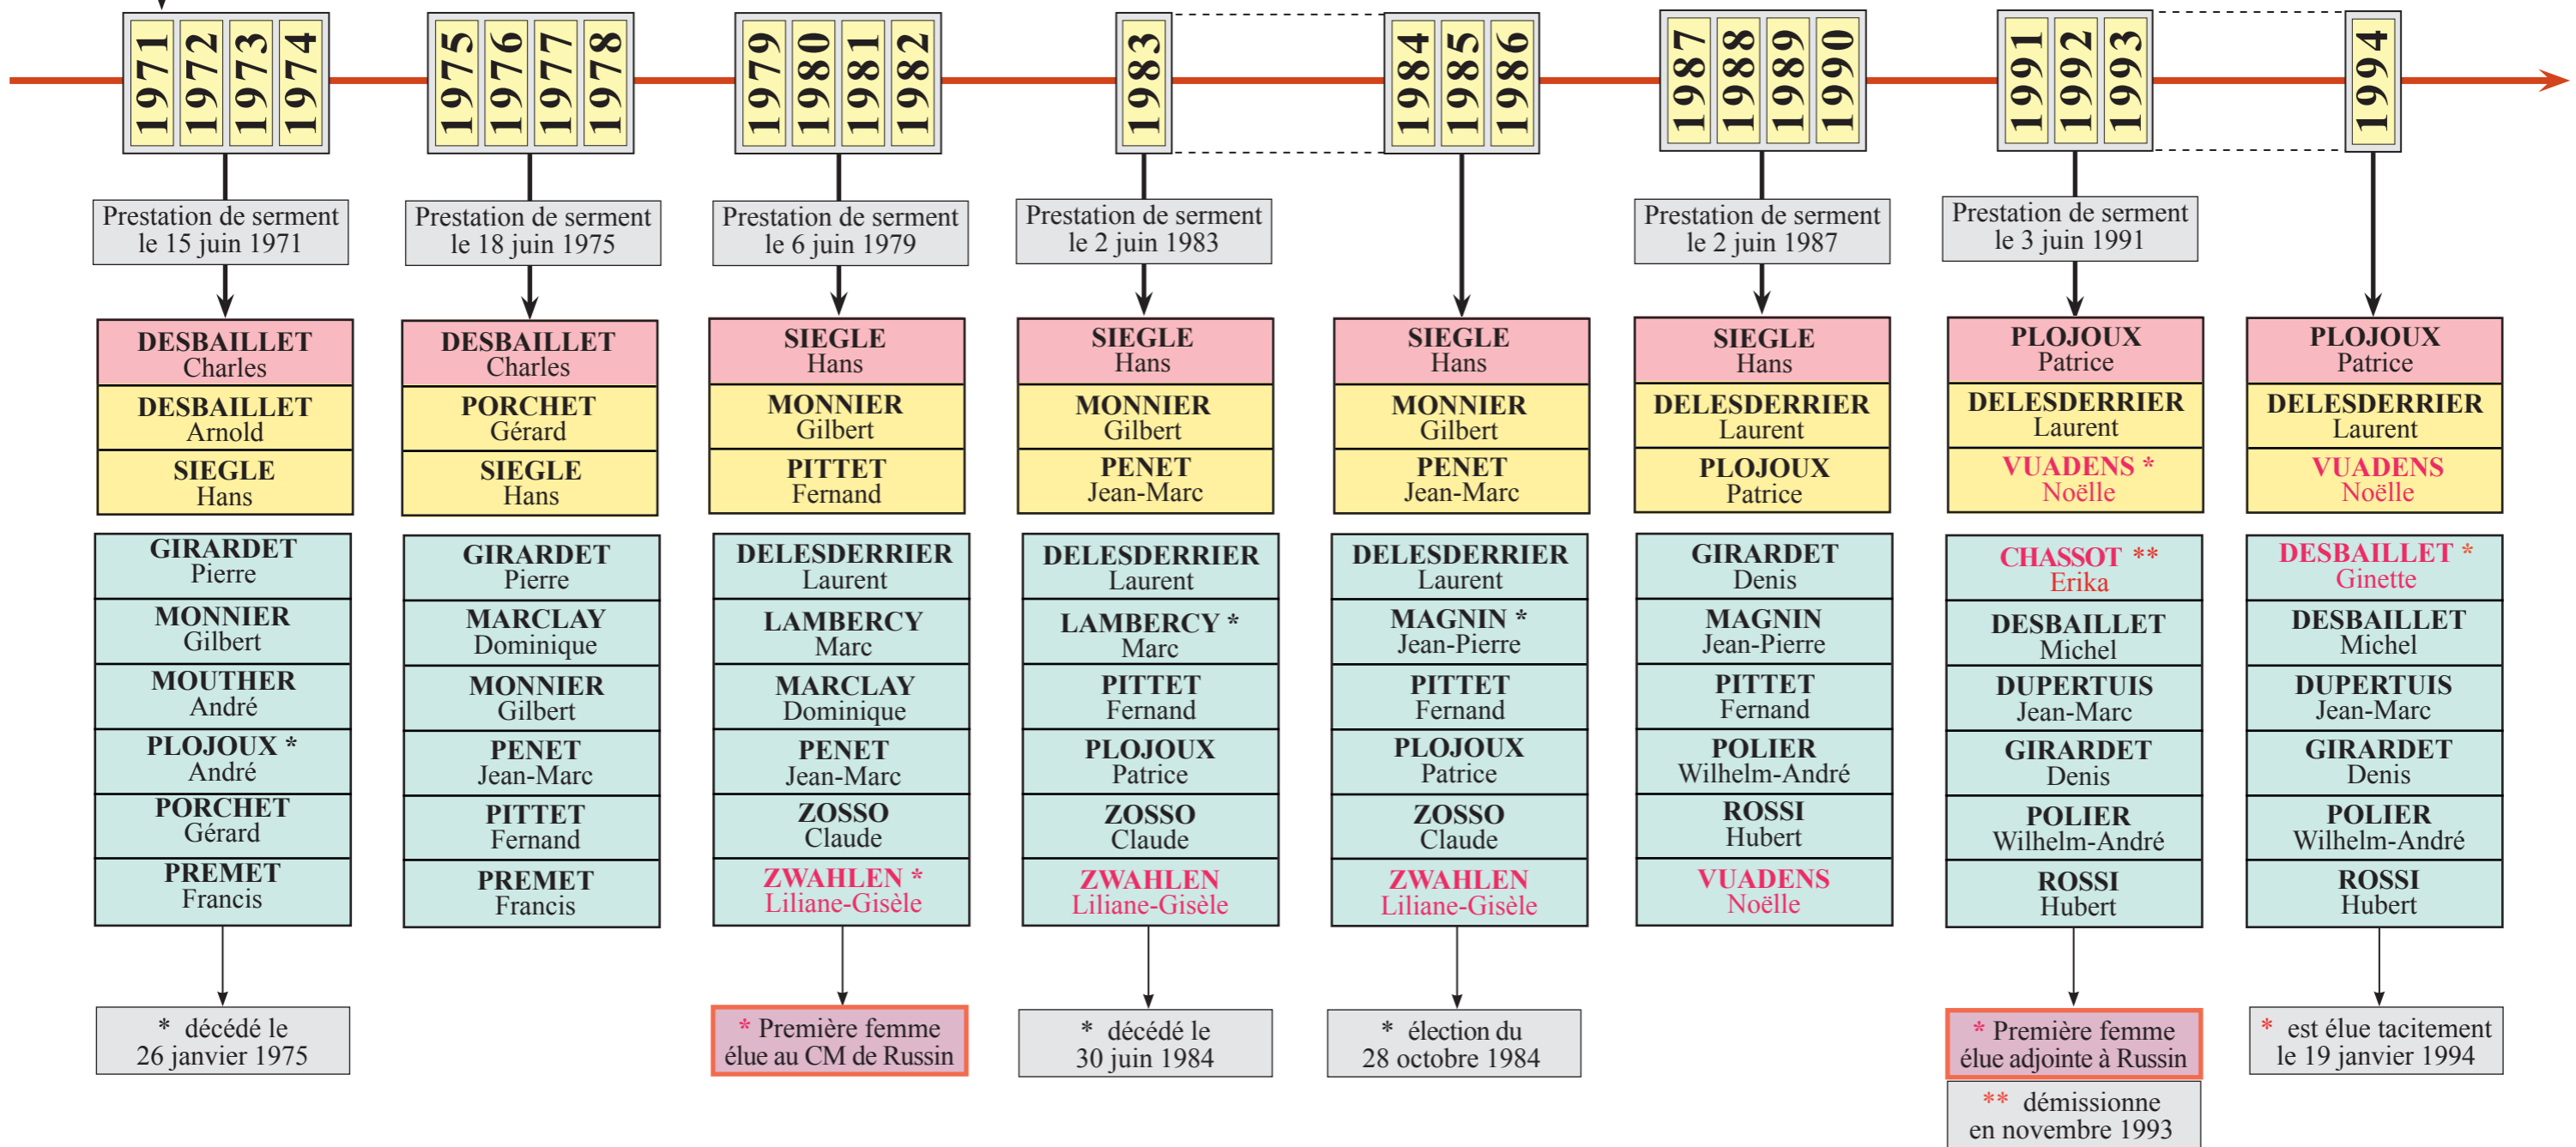 1971 1972 1973 1974
1975 1976 1977 1978
1979 1980 1981 1982
1983
1984 1985 1986
1987 1988 1989 1990
1991 1992 1993
1994
Prestation de serment
le 15 juin 1971
DESBAILLET
Charles
DESBAILLET
Arnold
SIEGLE
Hans
GIRARDET
Pierre
MONNIER
Gilbert
MOUTHER
André
PLOJOUX *
André
PORCHET
Gérard
PREMET
Francis
* décédé le
26 janvier 1975
Prestation de serment
le 18 juin 1975
DESBAILLET
Charles
PORCHET
Gérard
SIEGLE
Hans
GIRARDET
Pierre
MARCLAY
Dominique
MONNIER
Gilbert
PENET
Jean-Marc
PITTET
Fernand
PREMET
Francis
Prestation de serment
le 6 juin 1979
SIEGLE
Hans
MONNIER
Gilbert
PITTET
Fernand
DELESDERRIER
Laurent
LAMBERCY
Marc
MARCLAY
Dominique
PENET
Jean-Marc
ZOSSO
Claude
ZWAHLEN *
Liliane-Gisèle
* Première femme
élue au CM de Russin
Prestation de serment
le 2 juin 1983
SIEGLE
Hans
MONNIER
Gilbert
PENET
Jean-Marc
DELESDERRIER
Laurent
LAMBERCY *
Marc
PITTET
Fernand
PLOJOUX
Patrice
ZOSSO
Claude
ZWAHLEN
Liliane-Gisèle
* décédé le
30 juin 1984
SIEGLE
Hans
MONNIER
Gilbert
PENET
Jean-Marc
DELESDERRIER
Laurent
MAGNIN *
Jean-Pierre
PITTET
Fernand
PLOJOUX
Patrice
ZOSSO
Claude
ZWAHLEN
Liliane-Gisèle
* élection du
28 octobre 1984
Prestation de serment
le 2 juin 1987
SIEGLE
Hans
DELESDERRIER
Laurent
PLOJOUX
Patrice
GIRARDET
Denis
MAGNIN
Jean-Pierre
PITTET
Fernand
POLIER
Wilhelm-André
ROSSI
Hubert
VUADENS
Noëlle
Prestation de serment
le 3 juin 1991
PLOJOUX
Patrice
DELESDERRIER
Laurent
VUADENS *
Noëlle
CHASSOT **
Erika
DESBAILLET
Michel
DUPERTUIS
Jean-Marc
GIRARDET
Denis
POLIER
Wilhelm-André
ROSSI
Hubert
* Première femme
élue adjointe à Russin
** démissionne
en novembre 1993
PLOJOUX
Patrice
DELESDERRIER
Laurent
VUADENS
Noëlle
DESBAILLET *
Ginette
DESBAILLET
Michel
DUPERTUIS
Jean-Marc
GIRARDET
Denis
POLIER
Wilhelm-André
ROSSI
Hubert
* est élue tacitement
le 19 janvier 1994